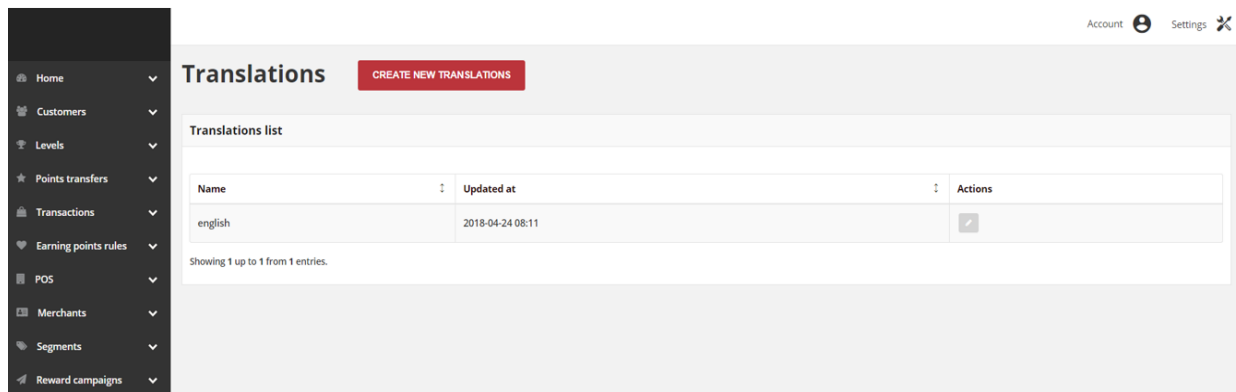 Account Settings
Home
Customers
Levels
Points transfers
Transactions
Earning points rules
POS
Merchants
Segments
Reward campaigns
Translations CREATE NEW TRANSLATIONS
Translations list
Name Updated at Actions
english 2018-04-24 08:11
Showing 1 up to 1 from 1 entries.